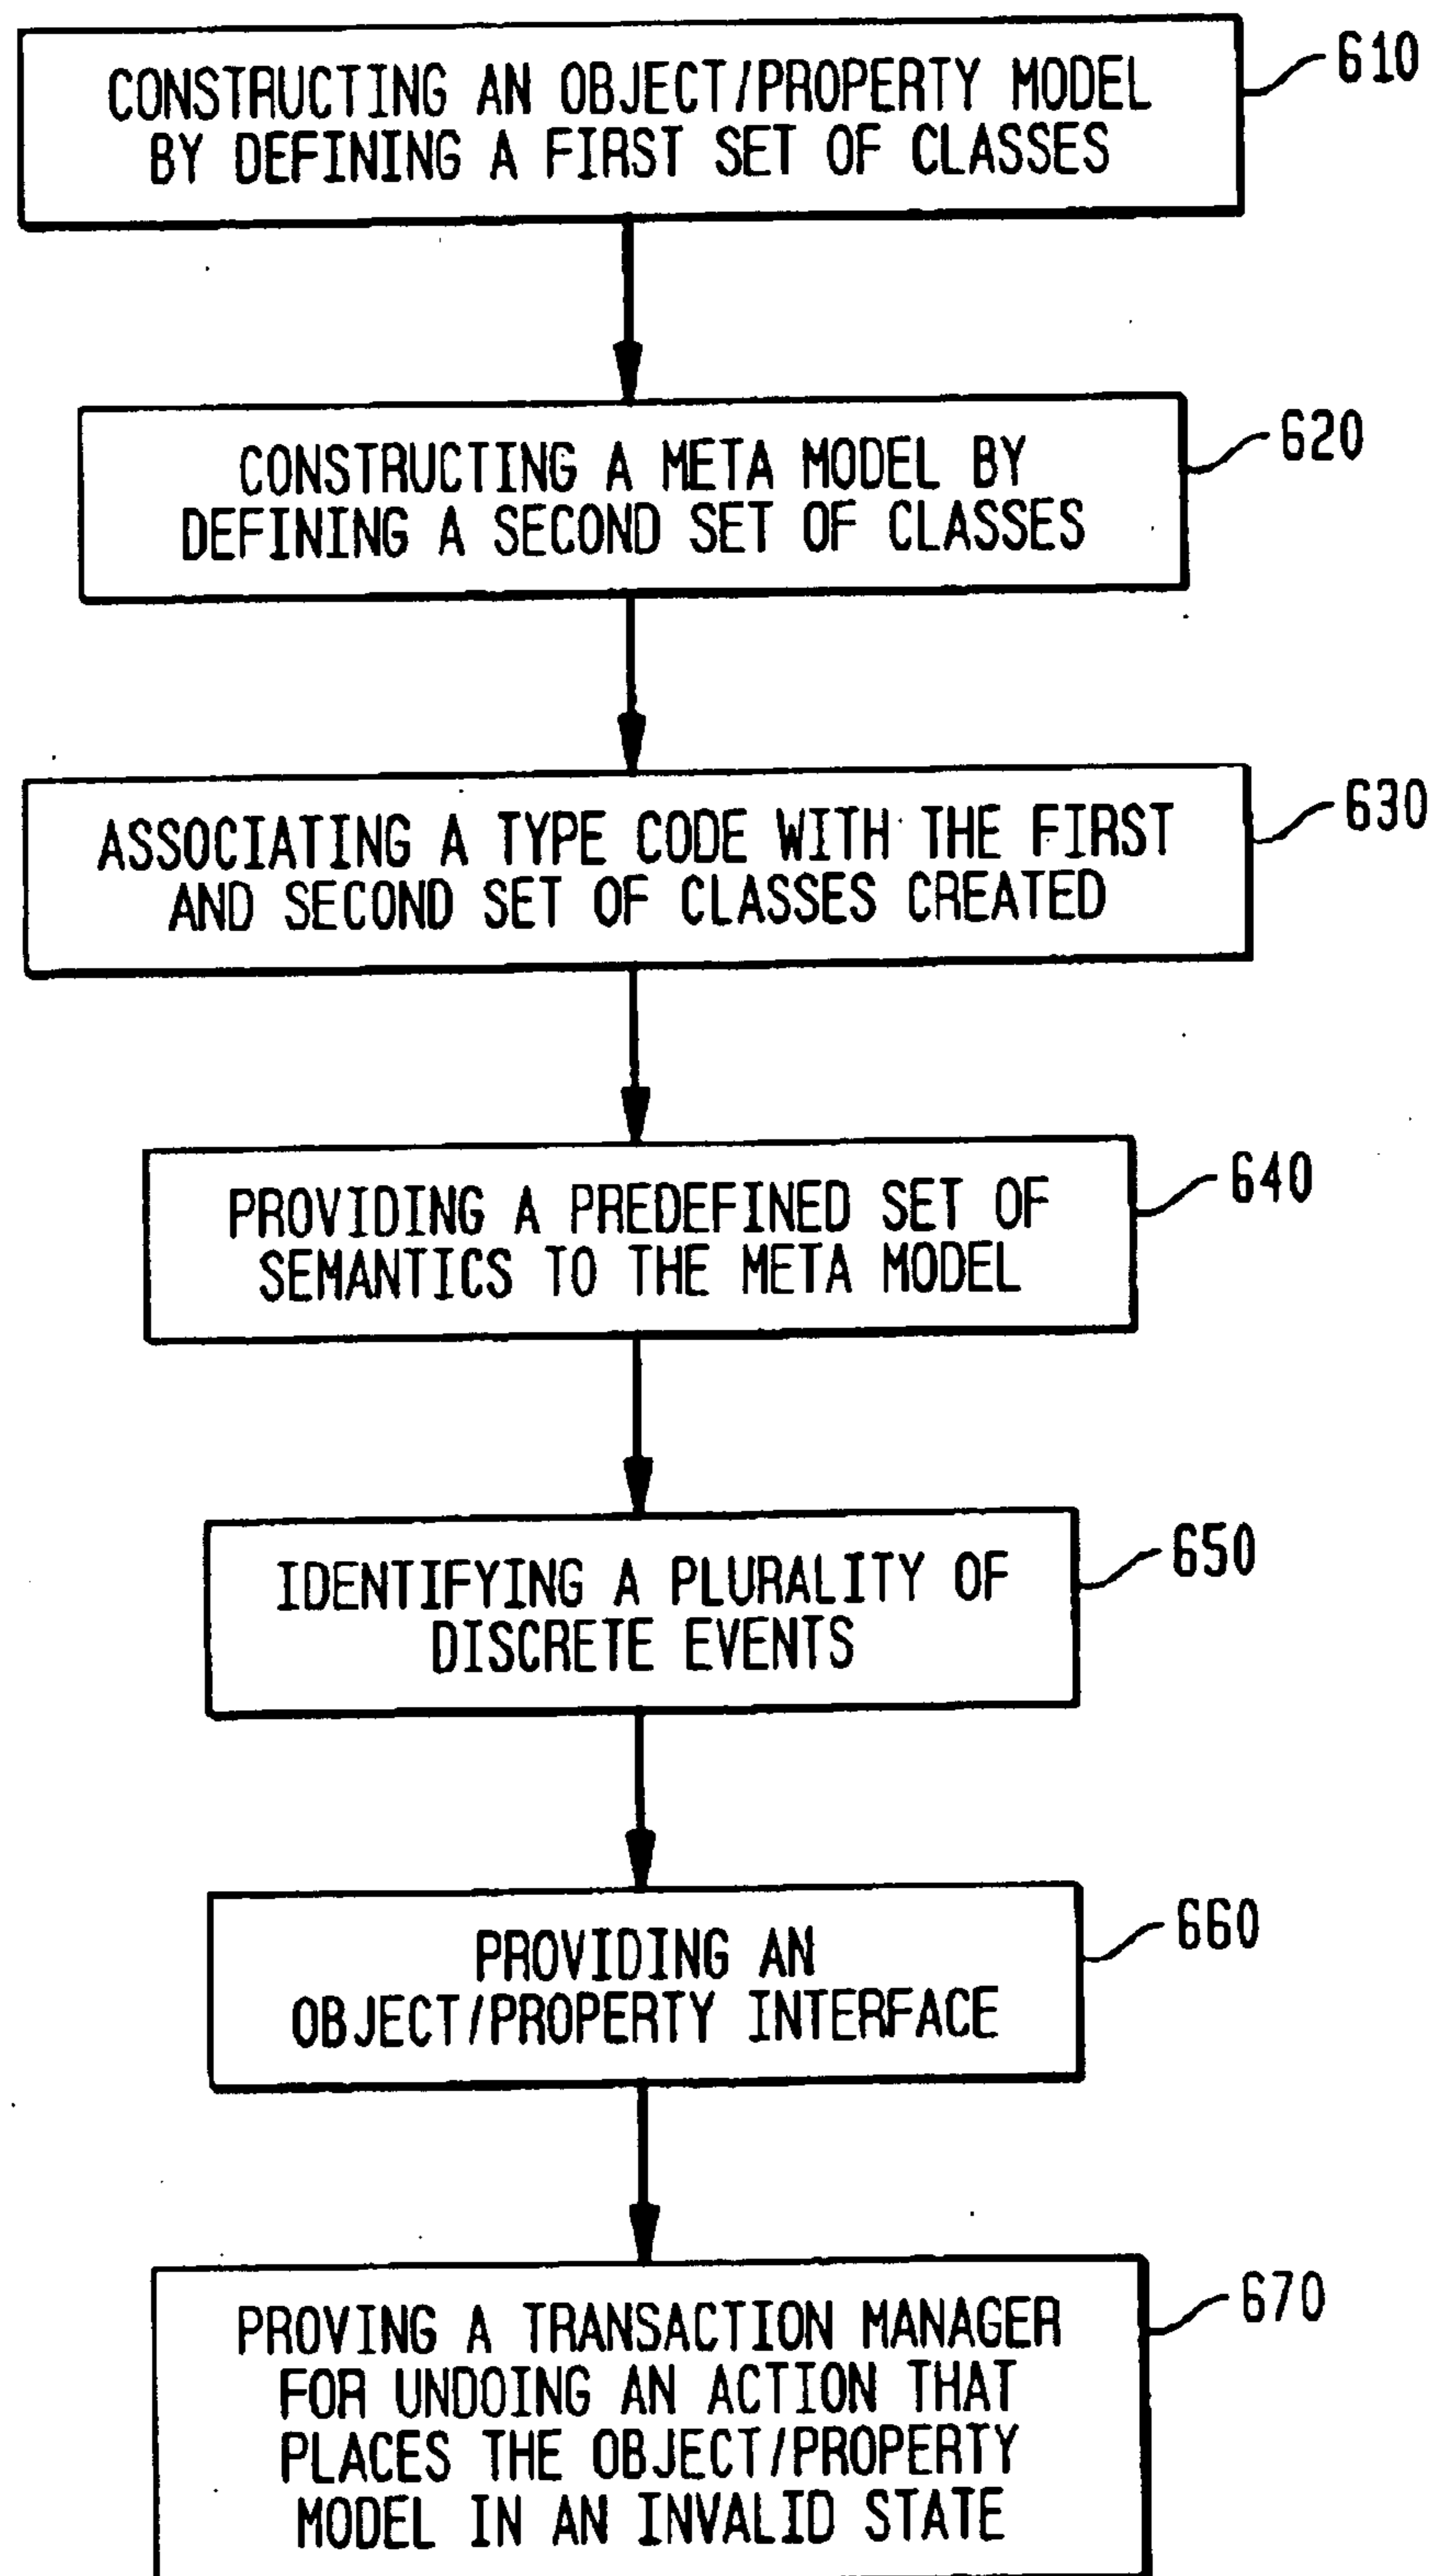 CONSTRUCTING AN OBJECT/PROPERTY MODEL
BY DEFINING A FIRST SET OF CLASSES
610
CONSTRUCTING A META MODEL BY
DEFINING A SECOND SET OF CLASSES
620
ASSOCIATING A TYPE CODE WITH THE FIRST
AND SECOND SET OF CLASSES CREATED
630
PROVIDING A PREDEFINED SET OF
SEMANTICS TO THE META MODEL
640
IDENTIFYING A PLURALITY OF
DISCRETE EVENTS
650
PROVIDING AN
OBJECT/PROPERTY INTERFACE
660
PROVING A TRANSACTION MANAGER
FOR UNDOING AN ACTION THAT
PLACES THE OBJECT/PROPERTY
MODEL IN AN INVALID STATE
670